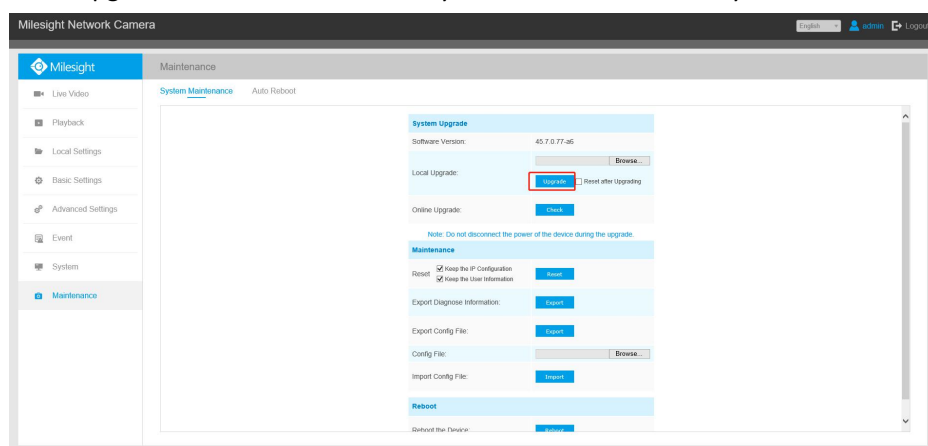 Milesight Network Camera
English
admin
Logout
Milesight
Maintenance
Live Video
System Maintenance
Auto Reboot
Playback
Local Settings
Basic Settings
Advanced Settings
Event
System
Maintenance
System Upgrade
Software Version: 45.7.0.77-a6
Browse...
Local Upgrade:
Upgrade Reset after Upgrading
Online Upgrade: Check
Note: Do not disconnect the power of the device during the upgrade.
Maintenance
Reset Keep the IP Configuration
Keep the User Information
Reset
Export Diagnose Information: Export
Export Config File: Export
Config File: Browse...
Import Config File: Import
Reboot
Reboot the Device Reboot